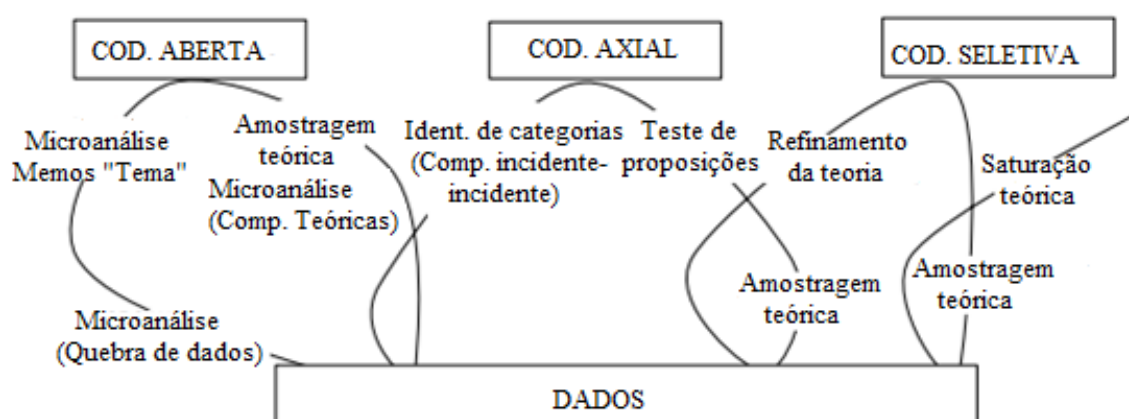 COD. ABERTA
COD. AXIAL
COD. SELETIVA
Microanálise
Memos "Tema"
Amostragem
teórica
Microanálise
(Comp. Teóricas)
Microanálise
(Quebra de dados)
Ident. de categorias
(Comp. incidente-
incidente)
Teste de
proposições
Amostragem
teórica
Refinamento
da teoria
Saturação
teórica
Amostragem
teórica
DADOS